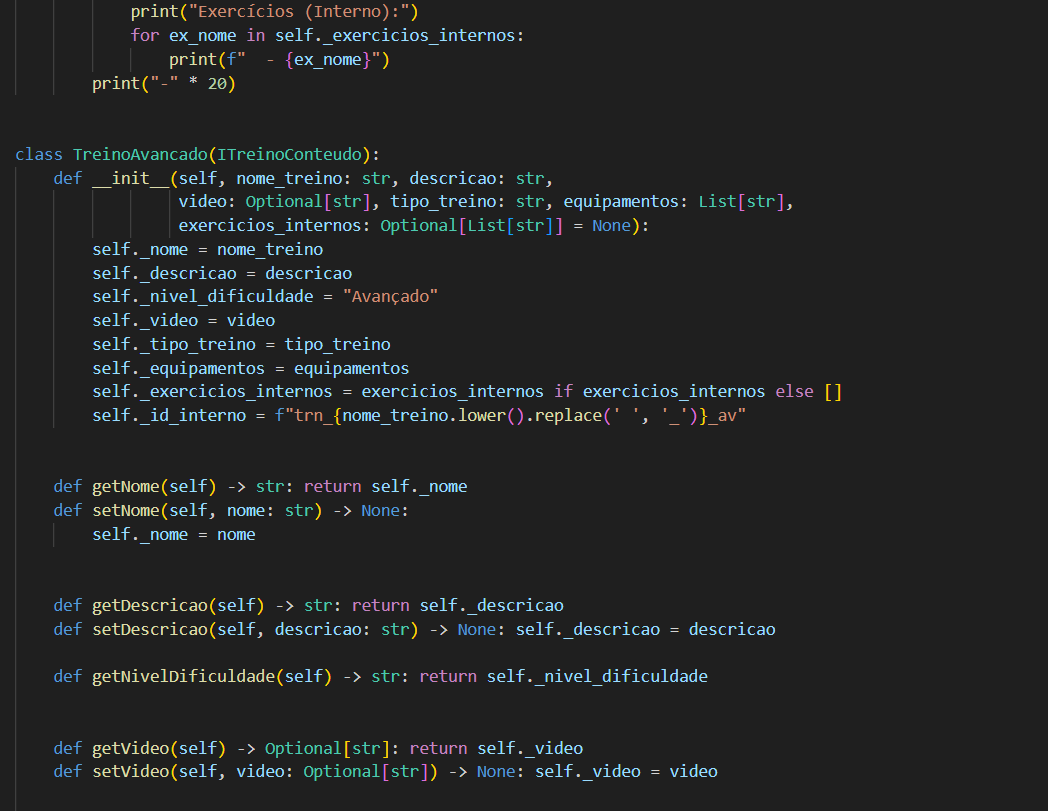 print("Exercícios (Interno):")
for ex_nome in self._exercicios_internos:
print(f"  - {ex_nome}")
print("-" * 20)
class TreinoAvancado(ITreinoConteudo):
def __init__(self, nome_treino: str, descricao: str,
video: Optional[str], tipo_treino: str, equipamentos: List[str],
exercicios_internos: Optional[List[str]] = None):
self._nome = nome_treino
self._descricao = descricao
self._nivel_dificuldade = "Avançado"
self._video = video
self._tipo_treino = tipo_treino
self._equipamentos = equipamentos
self._exercicios_internos = exercicios_internos if exercicios_internos else []
self._id_interno = f"trn_{nome_treino.lower().replace(' ', '_')}_av"
def getNome(self) -> str: return self._nome
def setNome(self, nome: str) -> None:
self._nome = nome
def getDescricao(self) -> str: return self._descricao
def setDescricao(self, descricao: str) -> None: self._descricao = descricao
def getNivelDificuldade(self) -> str: return self._nivel_dificuldade
def getVideo(self) -> Optional[str]: return self._video
def setVideo(self, video: Optional[str]) -> None: self._video = video